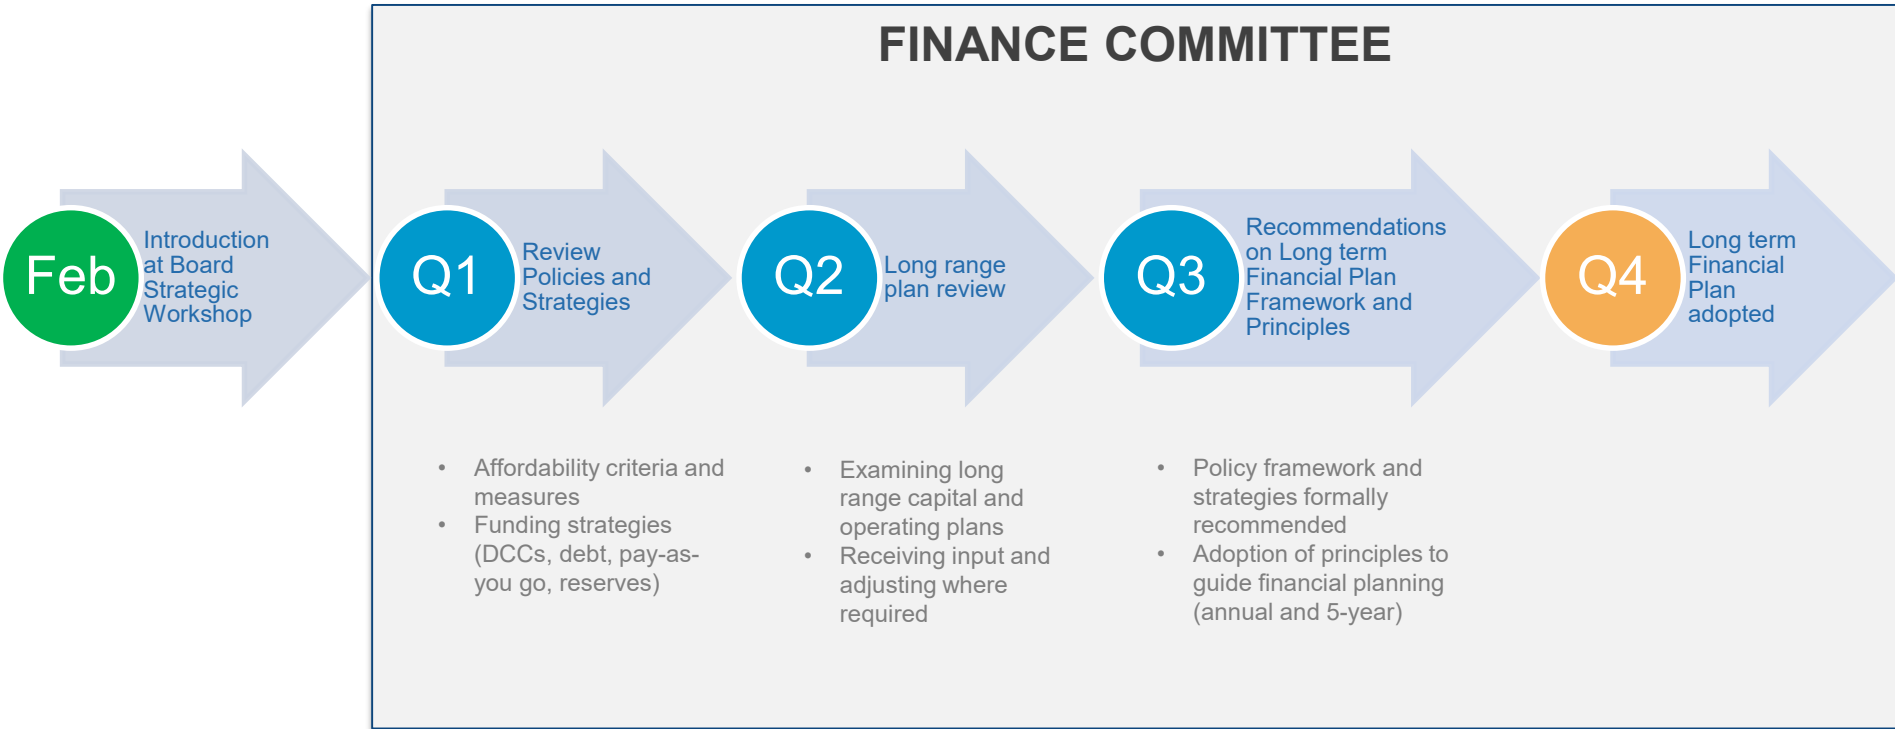 FINANCE COMMITTEE
Feb
Introduction
at Board
Strategic
Workshop
Q1
Review
Policies and
Strategies
Q2
Long range
plan review
Q3
Recommendations
on Long term
Financial Plan
Framework and
Principles
Q4
Long term
Financial
Plan
adopted
• Affordability criteria and
measures
• Funding strategies
(DCCs, debt, pay-as-
you go, reserves)
• Examining long
range capital and
operating plans
• Receiving input and
adjusting where
required
• Policy framework and
strategies formally
recommended
• Adoption of principles to
guide financial planning
(annual and 5-year)